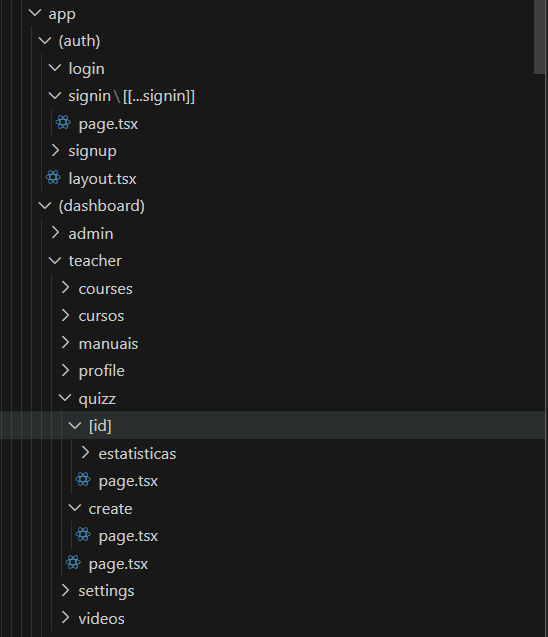 app
(auth)
login
signin\[[...signin]]
page.tsx
signup
layout.tsx
(dashboard)
admin
teacher
courses
cursos
manuais
profile
quizz
[id]
estatisticas
page.tsx
create
page.tsx
page.tsx
settings
videos